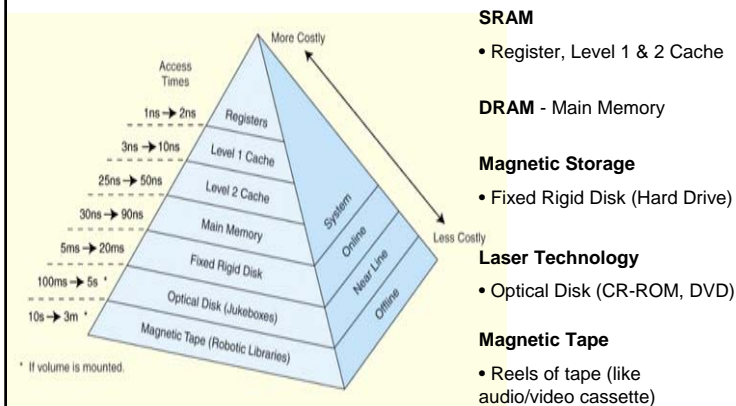 More Costly
Access
Times
1ns → 2ns
Registers
3ns → 10ns
Level 1 Cache
25ns → 50ns
Level 2 Cache
30ns → 90ns
Main Memory
5ms → 20ms
Fixed Rigid Disk
100ms → 5s *
Optical Disk (Jukeboxes)
10s → 3m *
Magnetic Tape (Robotic Libraries)
System
Online
Near Line
Offline
Less Costly
* If volume is mounted.
SRAM
• Register, Level 1 & 2 Cache
DRAM - Main Memory
Magnetic Storage
• Fixed Rigid Disk (Hard Drive)
Laser Technology
• Optical Disk (CR-ROM, DVD)
Magnetic Tape
• Reels of tape (like
audio/video cassette)